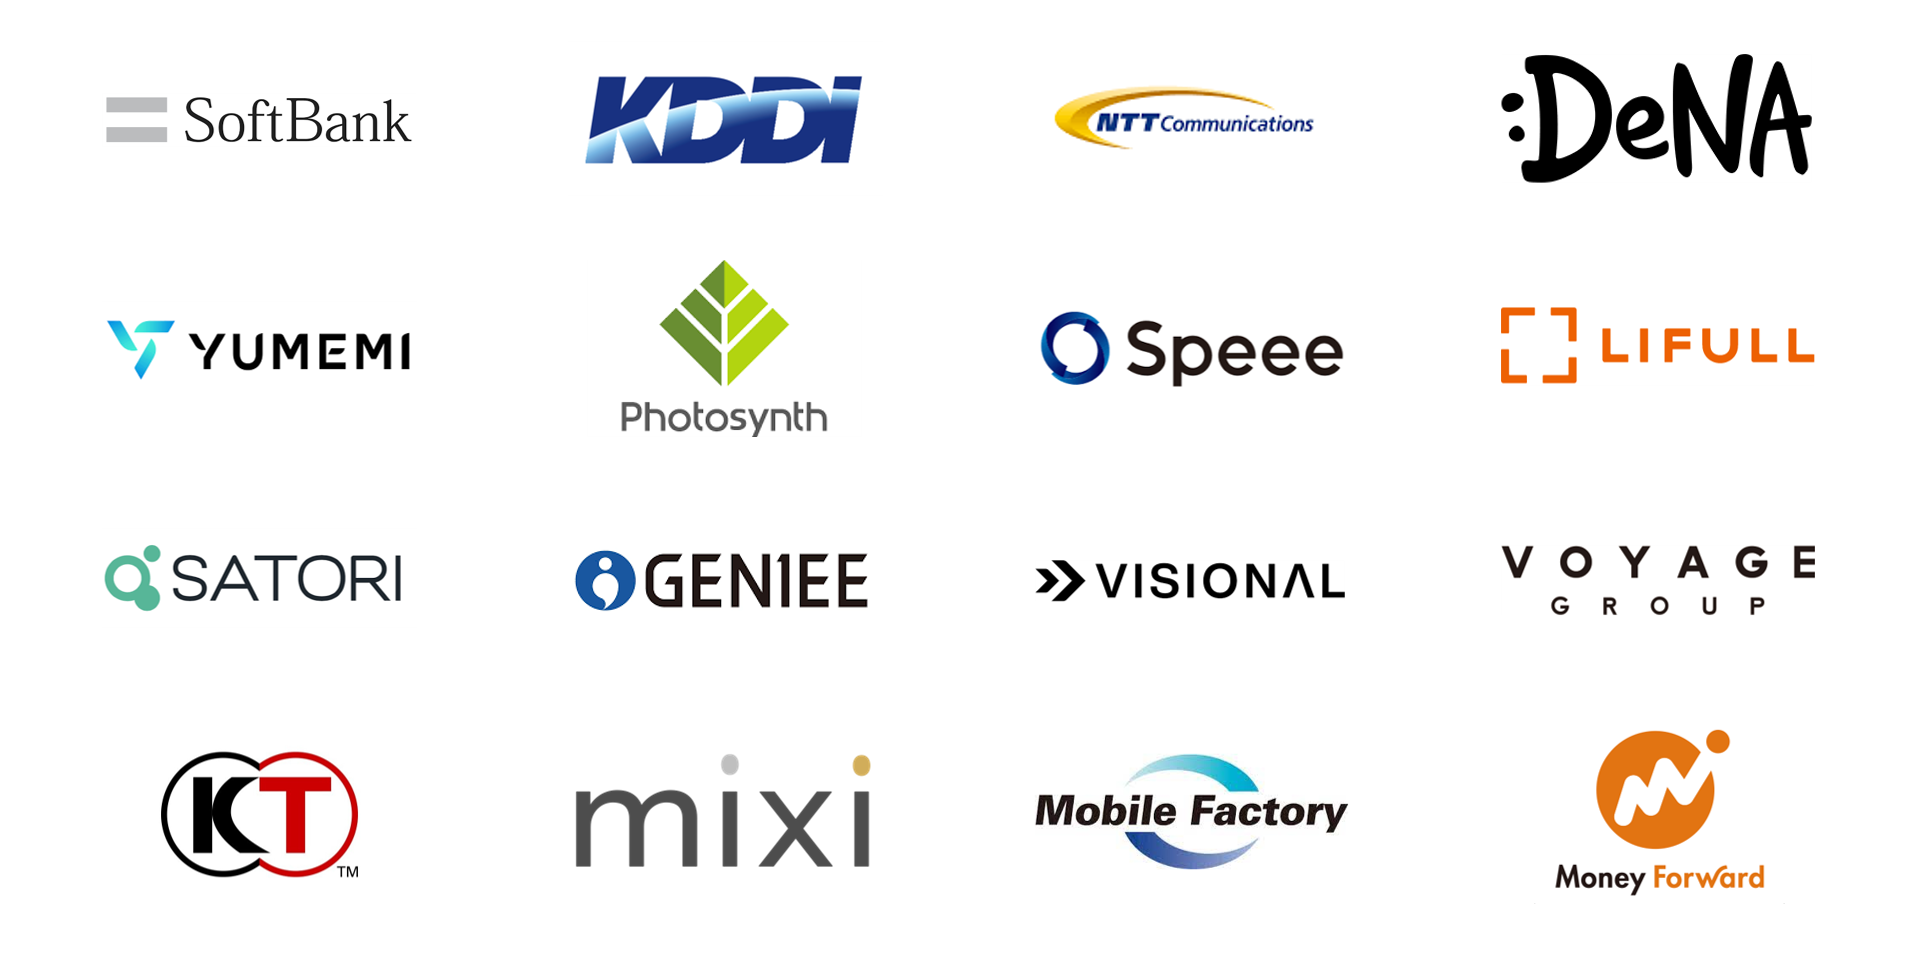 SoftBank
KDDI
NTT Communications
:DeNA
YUMEMI
Photosynth
Speee
LIFULL
SATORI
GENIEE
VISIONAL
VOYAGE
GROUP
KT
TM
mixi
Mobile Factory
Money Forward